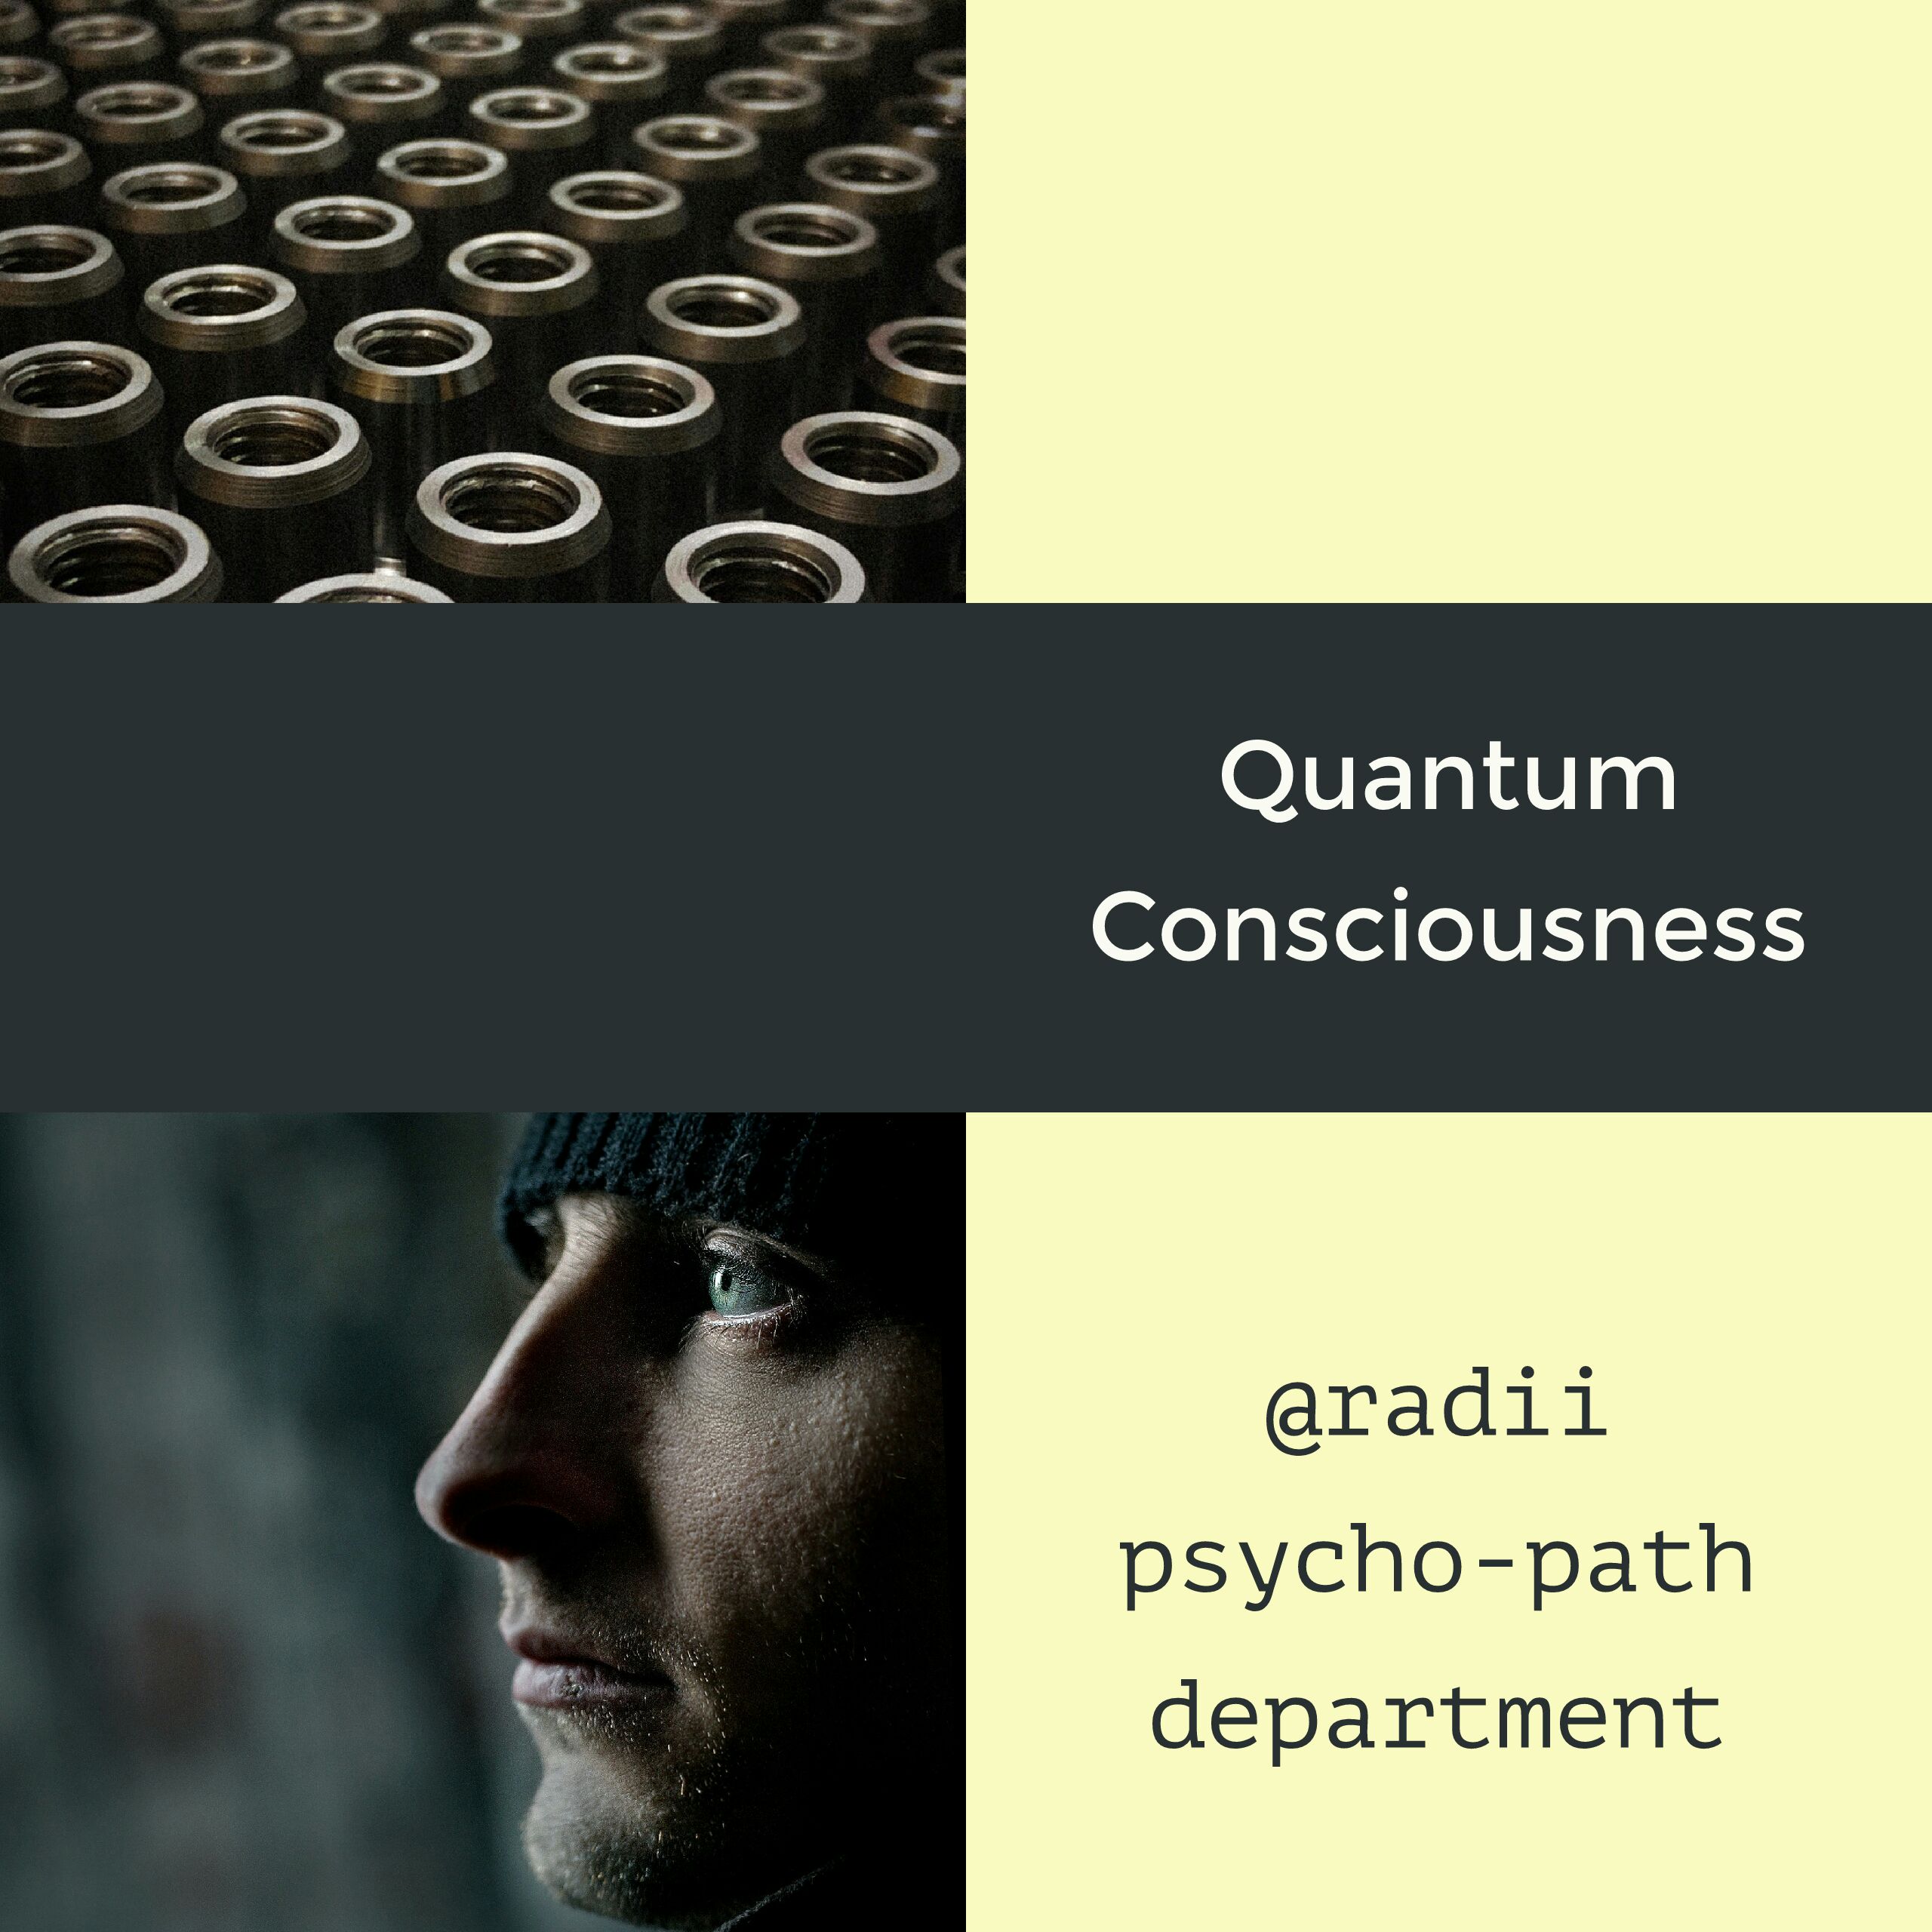 Quantum
Consciousness
@radii
psycho-path
department